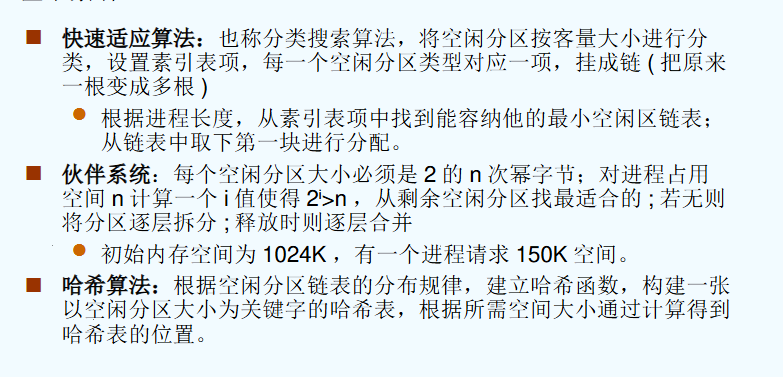 快速适应算法：也称分类搜索算法，将空闲分区按容量大小进行分
类，设置索引表项，每一个空闲分区类型对应一项，挂成链 ( 把原来
一根变成多根 )
根据进程长度，从索引表项中找到能容纳他的最小空闲区链表；
从链表中取下第一块进行分配。
伙伴系统：每个空闲分区大小必须是 2 的 n 次幂字节；对进程占用
空间 n 计算一个 i 值使得 2ⁱ>n ，从剩余空闲分区找最适合的 ; 若无则
将分区逐层拆分 ; 释放时则逐层合并
初始内存空间为 1024K ，有一个进程请求 150K 空间。
哈希算法：根据空闲分区链表的分布规律，建立哈希函数，构建一张
以空闲分区大小为关键字的哈希表，根据所需空间大小通过计算得到
哈希表的位置。